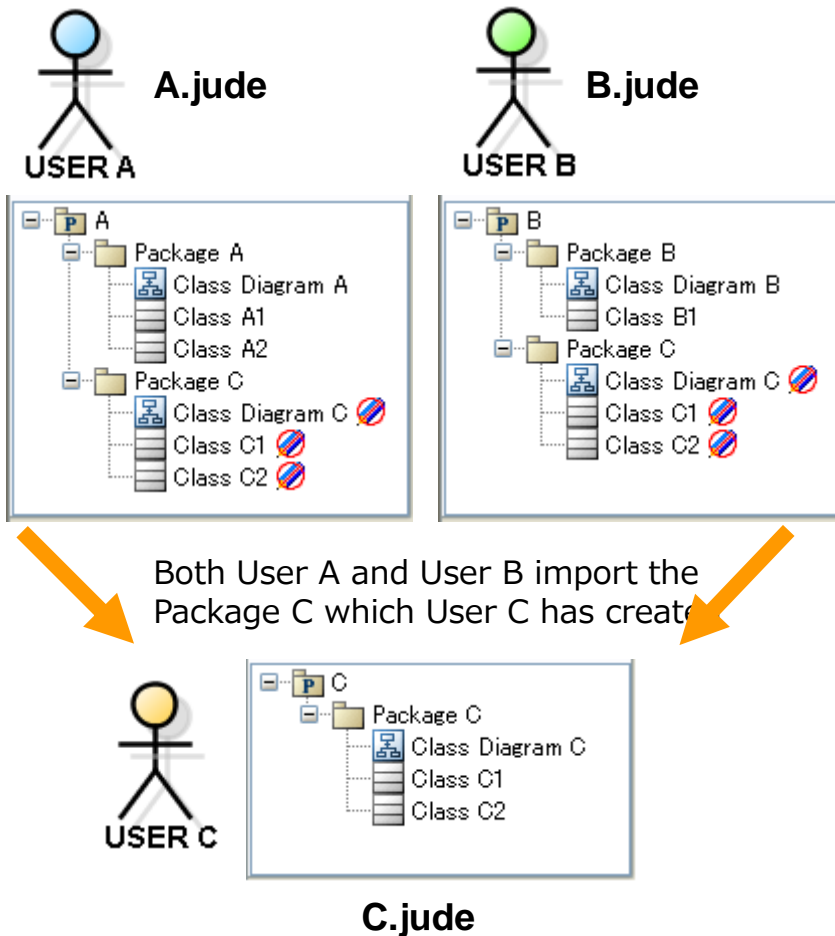 A.jude
B.jude
USER A
USER B
A
Package A
Class Diagram A
Class A1
Class A2
Package C
Class Diagram C
Class C1
Class C2
B
Package B
Class Diagram B
Class B1
Package C
Class Diagram C
Class C1
Class C2
Both User A and User B import the
Package C which User C has create
C
Package C
Class Diagram C
Class C1
Class C2
USER C
C.jude